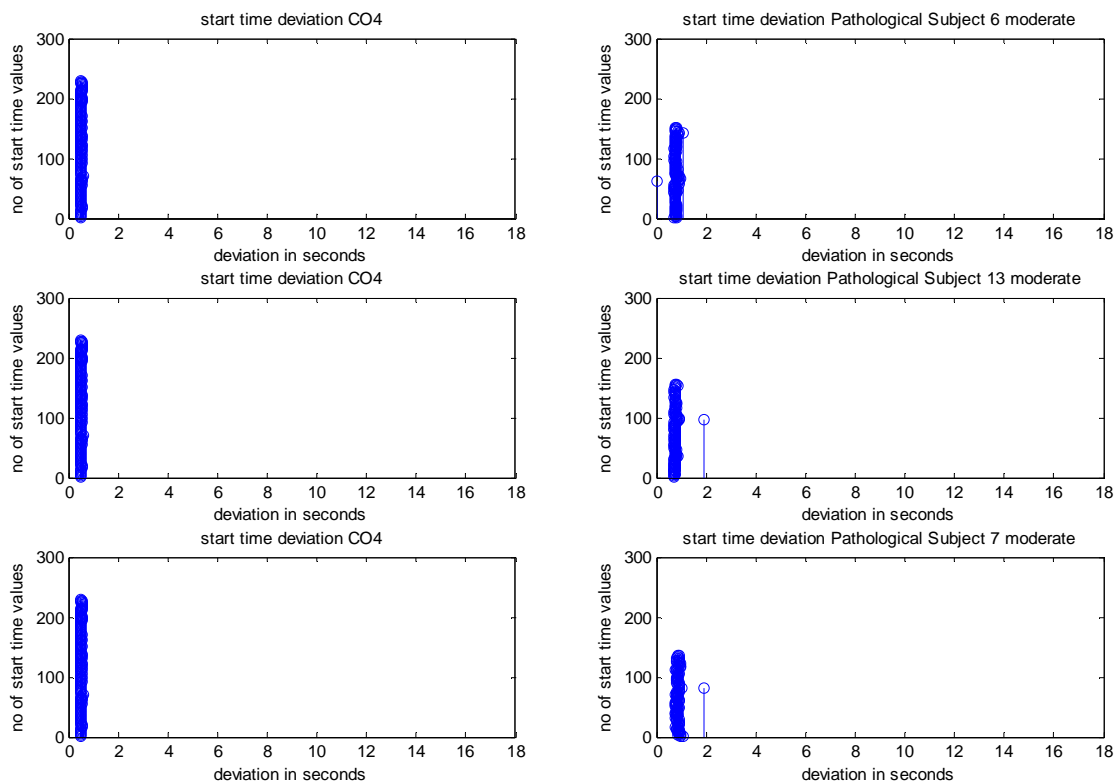 start time deviation CO4
300
200
100
0
no of start time values
0 2 4 6 8 10 12 14 16 18
deviation in seconds
start time deviation Pathological Subject 6 moderate
300
200
100
0
no of start time values
0 2 4 6 8 10 12 14 16 18
deviation in seconds
start time deviation CO4
300
200
100
0
no of start time values
0 2 4 6 8 10 12 14 16 18
deviation in seconds
start time deviation Pathological Subject 13 moderate
300
200
100
0
no of start time values
0 2 4 6 8 10 12 14 16 18
deviation in seconds
start time deviation CO4
300
200
100
0
no of start time values
0 2 4 6 8 10 12 14 16 18
deviation in seconds
start time deviation Pathological Subject 7 moderate
300
200
100
0
no of start time values
0 2 4 6 8 10 12 14 16 18
deviation in seconds